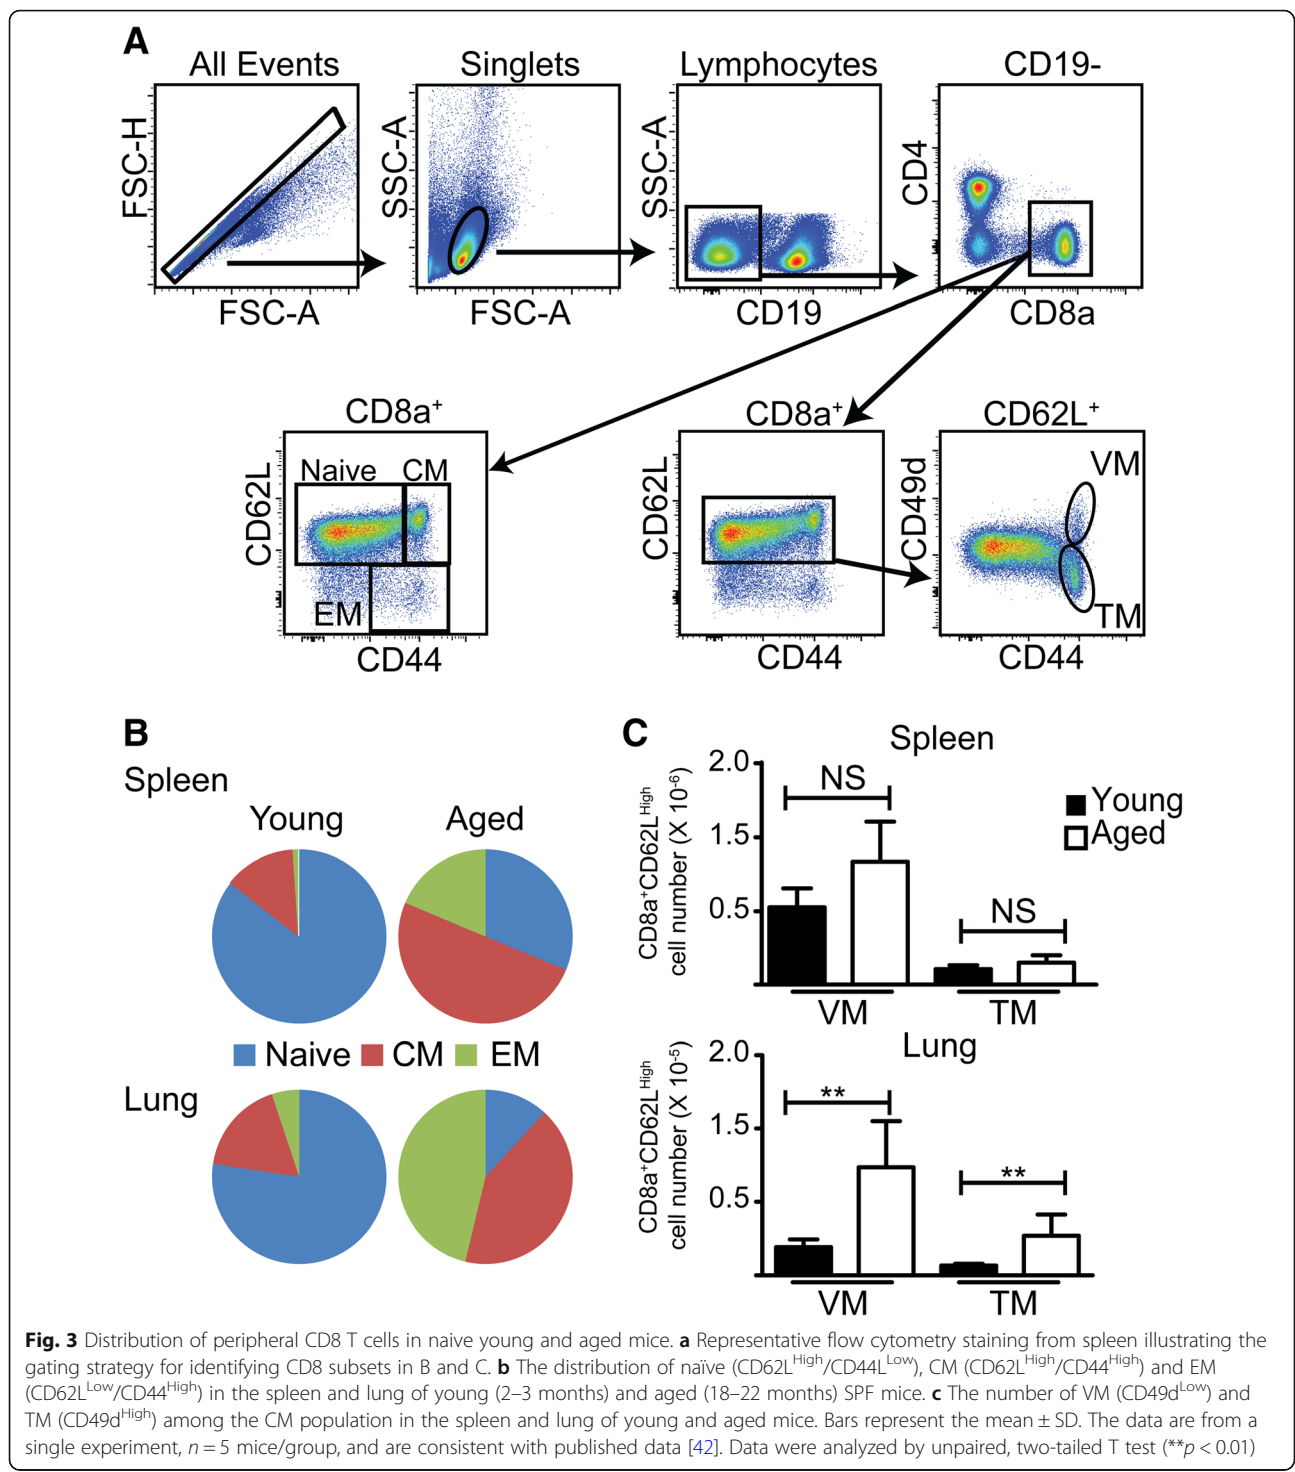 A
All Events
Singlets
Lymphocytes
CD19-
FSC-H
SSC-A
SSC-A
CD4
FSC-A
FSC-A
CD19
CD8a
CD8a+
CD8a+
CD62L+
CD62L
Naive
CM
EM
CD44
CD62L
CD44
CD49d
VM
TM
CD44
B
Spleen
Young
Aged
Naive
CM
EM
Lung
C
Spleen
CD8a+CD62LHigh
cell number (X 10-6)
2.0
1.5
0.5
NS
NS
Young
Aged
VM
TM
Lung
CD8a+CD62LHigh
cell number (X 10-5)
2.0
1.5
0.5
**
**
VM
TM
Fig. 3 Distribution of peripheral CD8 T cells in naive young and aged mice. a Representative flow cytometry staining from spleen illustrating the
gating strategy for identifying CD8 subsets in B and C. b The distribution of naïve (CD62LHigh/CD44LLow), CM (CD62LHigh/CD44High) and EM
(CD62LLow/CD44High) in the spleen and lung of young (2–3 months) and aged (18–22 months) SPF mice. c The number of VM (CD49dLow) and
TM (CD49dHigh) among the CM population in the spleen and lung of young and aged mice. Bars represent the mean ± SD. The data are from a
single experiment, n = 5 mice/group, and are consistent with published data [42]. Data were analyzed by unpaired, two-tailed T test (**p < 0.01)